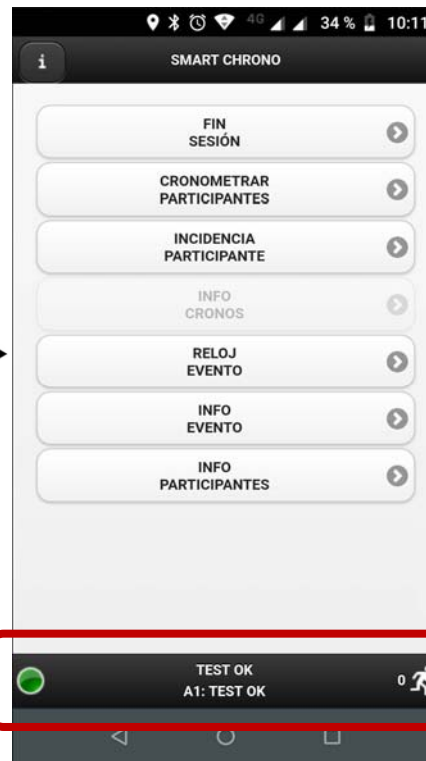 4G 34 % 10:11
i SMART CHRONO
FIN
SESIÓN
CRONOMETRAR
PARTICIPANTES
INCIDENCIA
PARTICIPANTE
INFO
CRONOS
RELOJ
EVENTO
INFO
EVENTO
INFO
PARTICIPANTES
TEST OK
A1: TEST OK
0